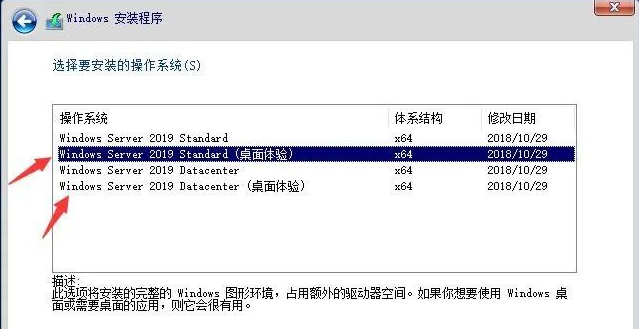 Windows 安装程序
选择要安装的操作系统(S)
操作系统 体系结构 修改日期
Windows Server 2019 Standard x64 2018/10/29
Windows Server 2019 Standard (桌面体验) x64 2018/10/29
Windows Server 2019 Datacenter x64 2018/10/29
Windows Server 2019 Datacenter (桌面体验) x64 2018/10/29
描述:
此选项将安装的完整的 Windows 图形环境，占用额外的驱动器空间。如果你想要使用 Windows 桌
面或需要桌面的应用，则它会很有用。